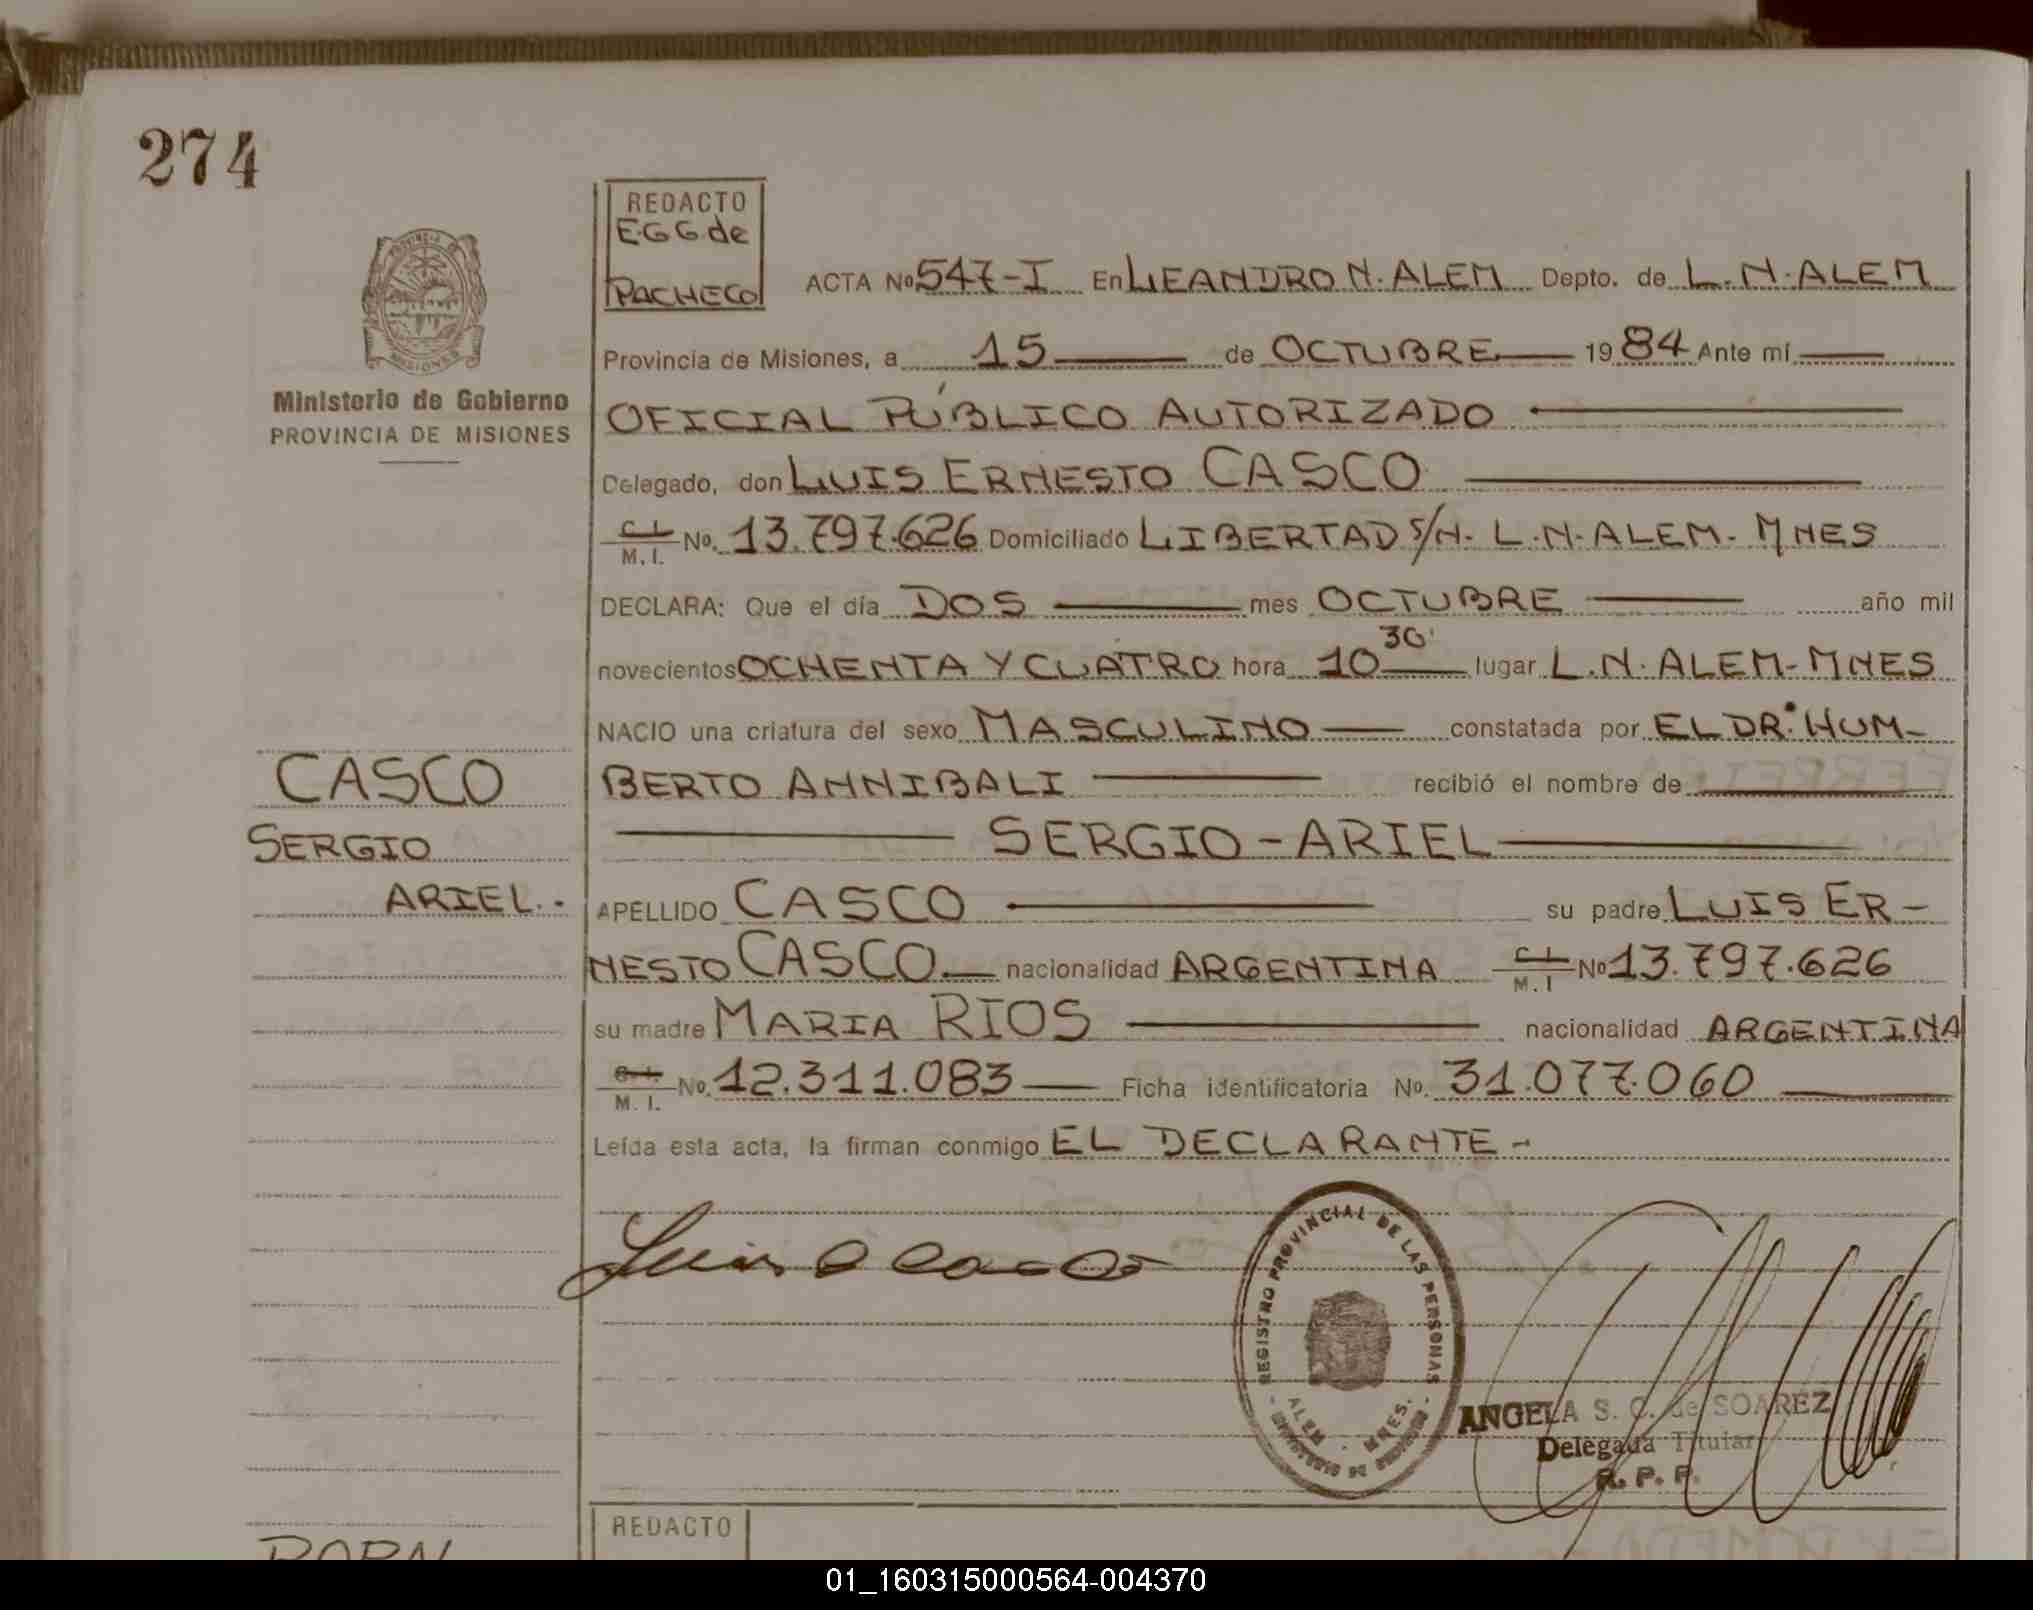 274
REDACTO
E.G G. de
PACHECO
ACTA No 547-I En LEANDRO N. ALEM Depto. de L. N. ALEM
Provincia de Misiones, a 15 de OCTUBRE 19 84 Ante mí
Ministerio de Gobierno
PROVINCIA DE MISIONES
OFICIAL PÚBLICO AUTORIZADO
Delegado, don LUIS ERNESTO CASCO
C. I. M. I. No. 13.797.626 Domiciliado LIBERTAD S/N. L.N. ALEM. MNES
DECLARA: Que el día DOS mes OCTUBRE año mil
novecientos OCHENTA Y CUATRO hora 10 30' lugar L. N. ALEM-MNES
NACIO una criatura del sexo MASCULINO constatada por EL DR. HUM-
BERTO ANNIBALI recibió el nombre de
SERGIO-ARIEL
CASCO
SERGIO
ARIEL.
APELLIDO CASCO su padre LUIS ER-
NESTO CASCO nacionalidad ARGENTINA C. I. M. I No 13.797.626
su madre MARIA RIOS nacionalidad ARGENTINA
C. I. M. I. No. 12.311.083 Ficha identificatoria No. 31.077.060
Leída esta acta, la firman conmigo EL DECLARANTE-
Luis E Casco
REGISTRO PROVINCIAL DE LAS PERSONAS
ALEM - MNES.
ANGELA S. C. de SOAREZ
Delegada Titular
R. P. P.
REDACTO
01_160315000564-004370